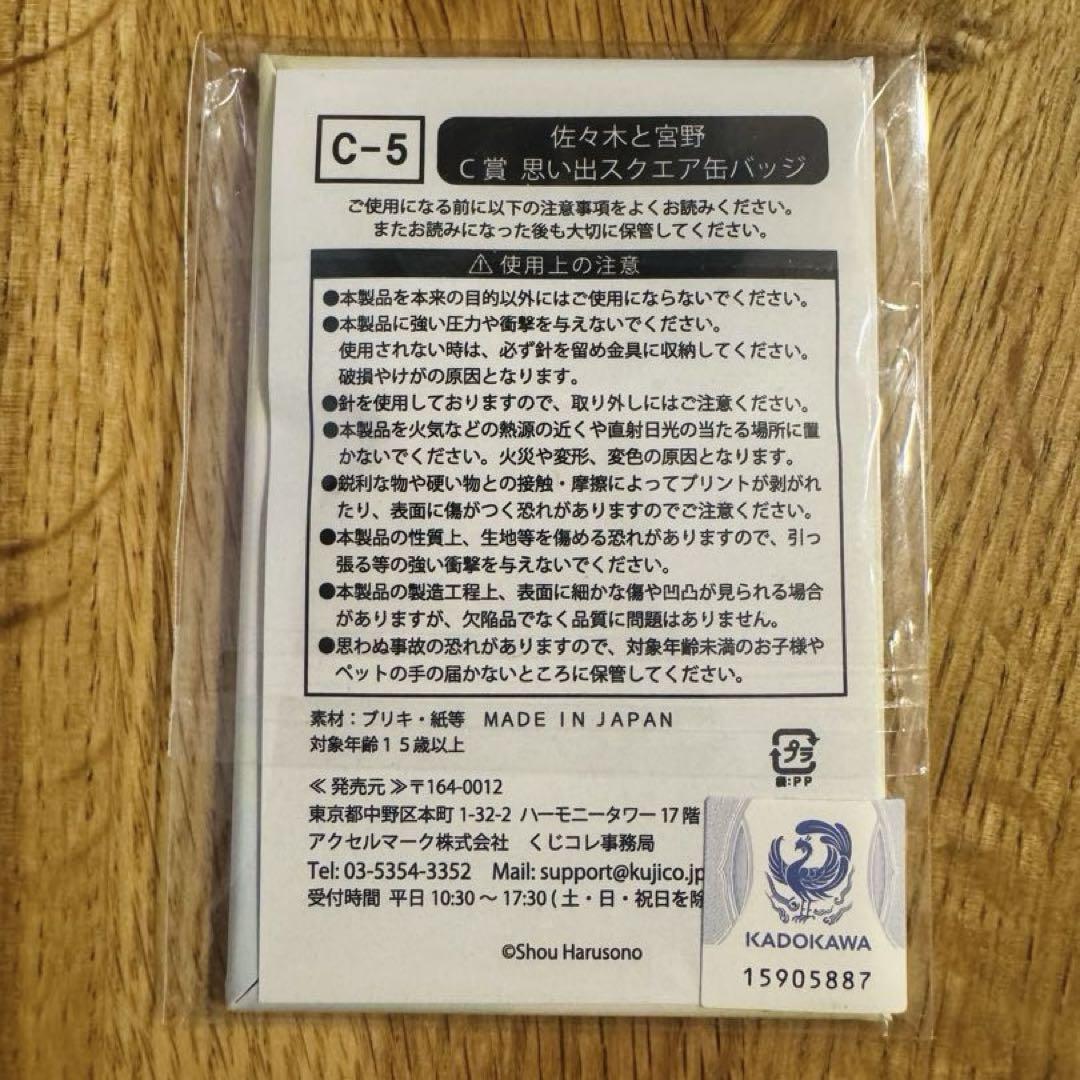 C-5
佐々木と宮野
C賞 思い出スクエア缶バッジ
ご使用になる前に以下の注意事項をよくお読みください。
またお読みになった後も大切に保管してください。
⚠使用上の注意
●本製品を本来の目的以外にはご使用にならないでください。
●本製品に強い圧力や衝撃を与えないでください。
使用されない時は、必ず針を留め金具に収納してください。
破損やけがの原因となります。
●針を使用しておりますので、取り外しにはご注意ください。
●本製品を火気などの熱源の近くや直射日光の当たる場所に置
かないでください。火災や変形、変色の原因となります。
●鋭利な物や硬い物との接触・摩擦によってプリントが剥がれ
たり、表面に傷がつく恐れがありますのでご注意ください。
●本製品の性質上、生地等を傷める恐れがありますので、引っ
張る等の強い衝撃を与えないでください。
●本製品の製造工程上、表面に細かな傷や凹凸が見られる場合
がありますが、欠陥品でなく品質に問題はありません。
●思わぬ事故の恐れがありますので、対象年齢未満のお子様や
ペットの手の届かないところに保管してください。
素材：ブリキ・紙等 MADE IN JAPAN
対象年齢15歳以上
プラ
袋:PP
≪発売元≫〒164-0012
東京都中野区本町1-32-2 ハーモニータワー17階
アクセルマーク株式会社 くじコレ事務局
Tel: 03-5354-3352 Mail: support@kujico.jp
受付時間 平日10:30～17:30(土・日・祝日を除
©Shou Harusono
KADOKAWA
15905887